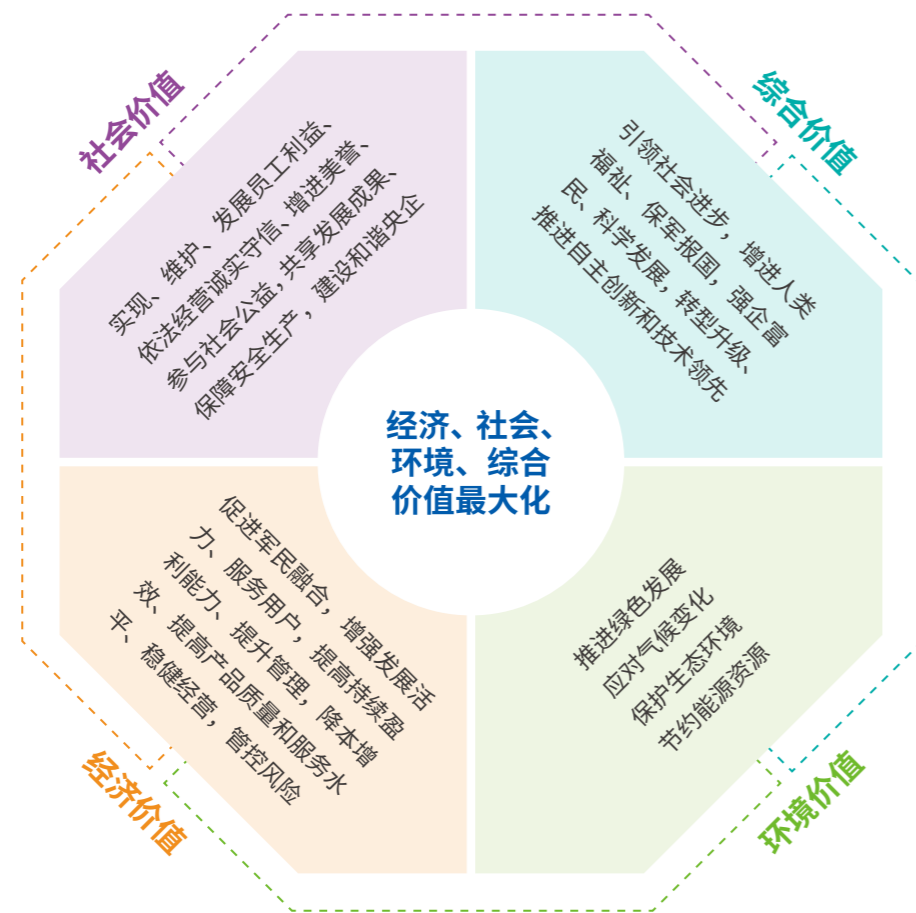 社会价值
实现、维护、发展员工利益、
依法经营诚实守信、增进美誉、
参与社会公益，共享发展成果、
保障安全生产，建设和谐央企
综合价值
引领社会进步，增进人类
福祉、保军报国，强企富
民、科学发展，转型升级、
推进自主创新和技术领先
经济、社会、
环境、综合
价值最大化
促进军民融合，增强发展活
力、服务用户，提高持续盈
利能力、提升管理，降本增
效、提高产品质量和服务水
平、稳健经营，管控风险
经济价值
推进绿色发展
应对气候变化
保护生态环境
节约能源资源
环境价值